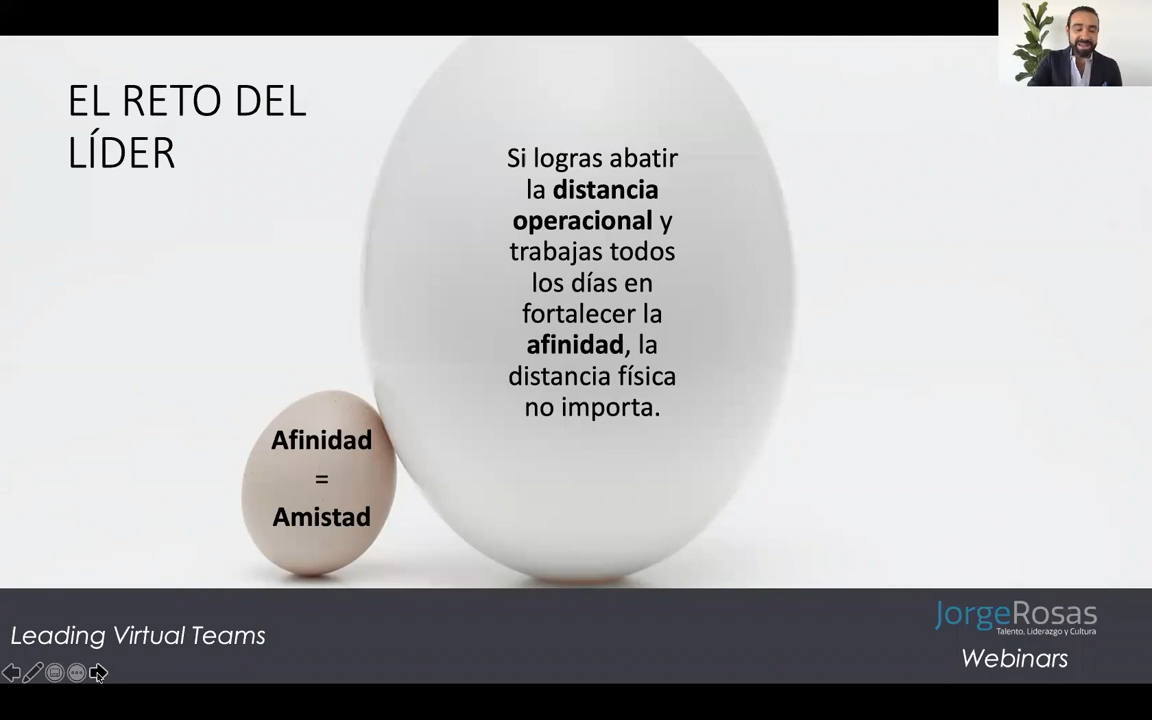 EL RETO DEL
LÍDER
Si logras abatir
la distancia
operacional y
trabajas todos
los días en
fortalecer la
afinidad, la
distancia física
no importa.
Afinidad
=
Amistad
Leading Virtual Teams
JorgeRosas
Talento, Liderazgo y Cultura
Webinars